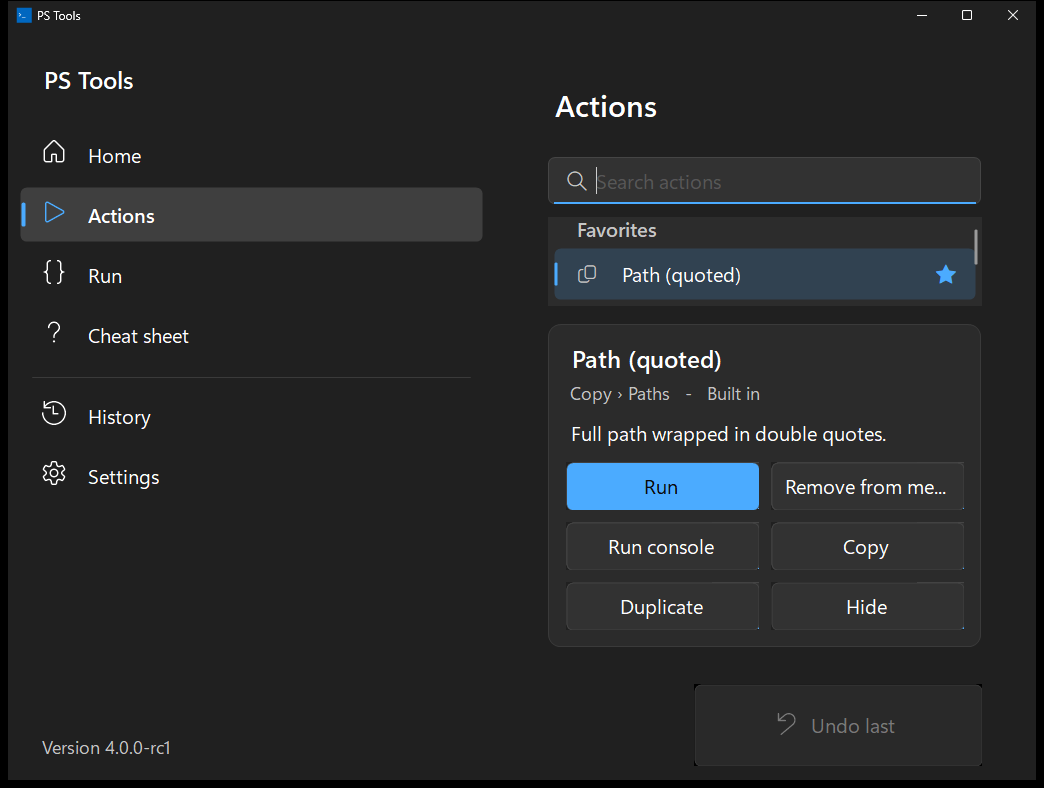 PS Tools
PS Tools
Home
Actions
Run
Cheat sheet
History
Settings
Version 4.0.0-rc1
Actions
Search actions
Favorites
Path (quoted)
Path (quoted)
Copy › Paths - Built in
Full path wrapped in double quotes.
Run
Remove from me...
Run console
Copy
Duplicate
Hide
Undo last